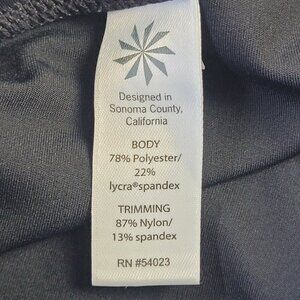 Designed in
Sonoma County,
California
BODY
78% Polyester/
22%
lycra®spandex
TRIMMING
87% Nylon/
13% spandex
RN #54023